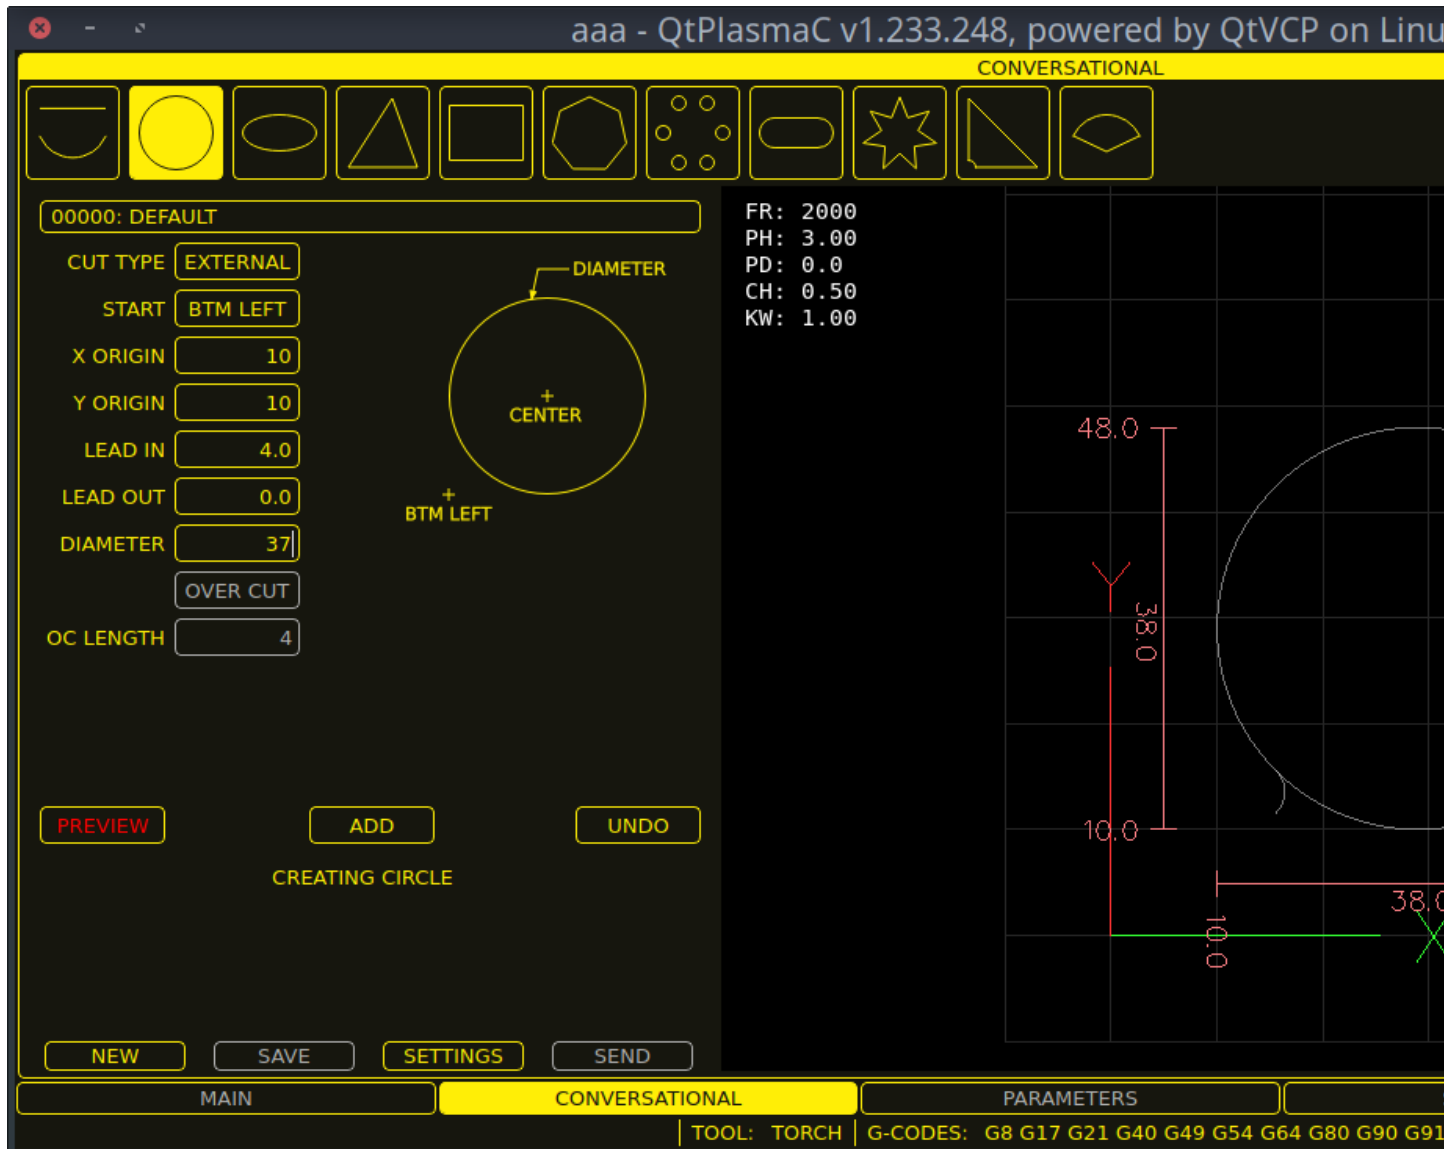 aaa - QtPlasmaC v1.233.248, powered by QtVCP on Linu
CONVERSATIONAL
00000: DEFAULT
CUT TYPE EXTERNAL
START BTM LEFT
X ORIGIN 10
Y ORIGIN 10
LEAD IN 4.0
LEAD OUT 0.0
DIAMETER 37
OVER CUT
OC LENGTH 4
DIAMETER
CENTER
BTM LEFT
PREVIEW ADD UNDO
CREATING CIRCLE
NEW SAVE SETTINGS SEND
FR: 2000
PH: 3.00
PD: 0.0
CH: 0.50
KW: 1.00
48.0
Y
38.0
10.0
38.0
10.0
X
MAIN CONVERSATIONAL PARAMETERS
TOOL: TORCH G-CODES: G8 G17 G21 G40 G49 G54 G64 G80 G90 G91